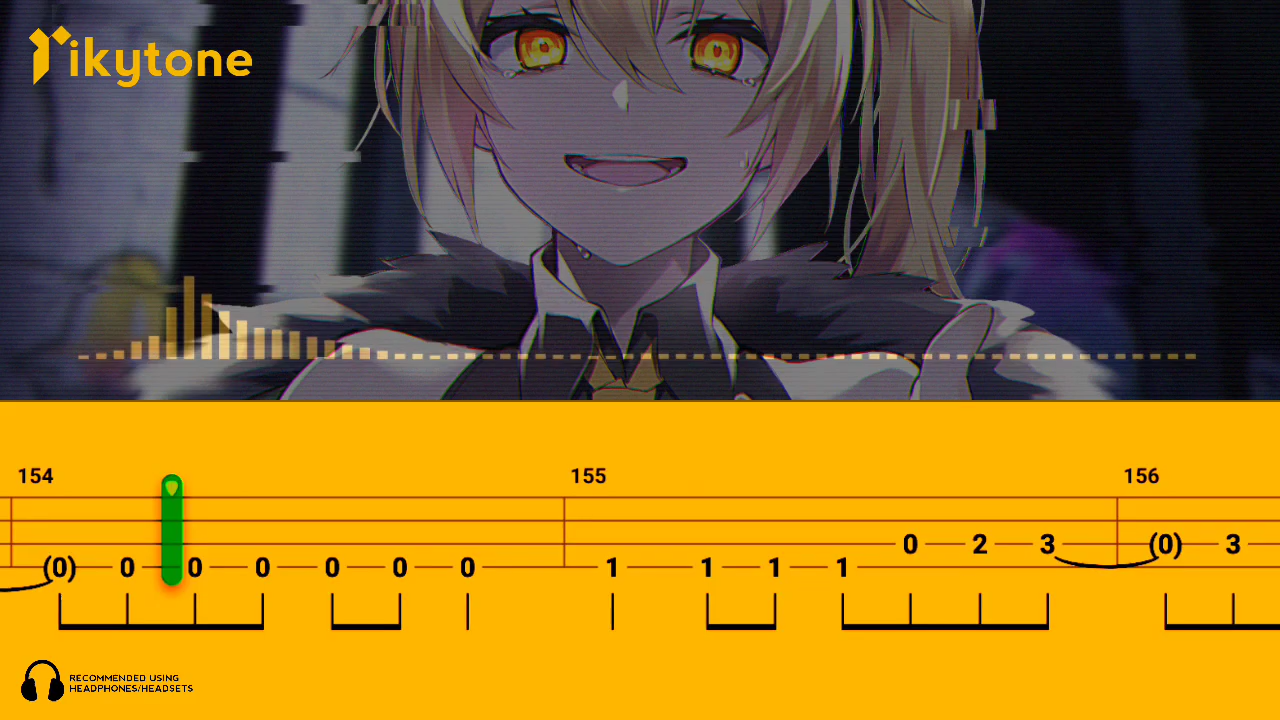 rikytone
154 155 156
0 2 3 (0) 3
(0) 0 0 0 0 0 0 1 1 1 1
RECOMMENDED USING
HEADPHONES/HEADSETS